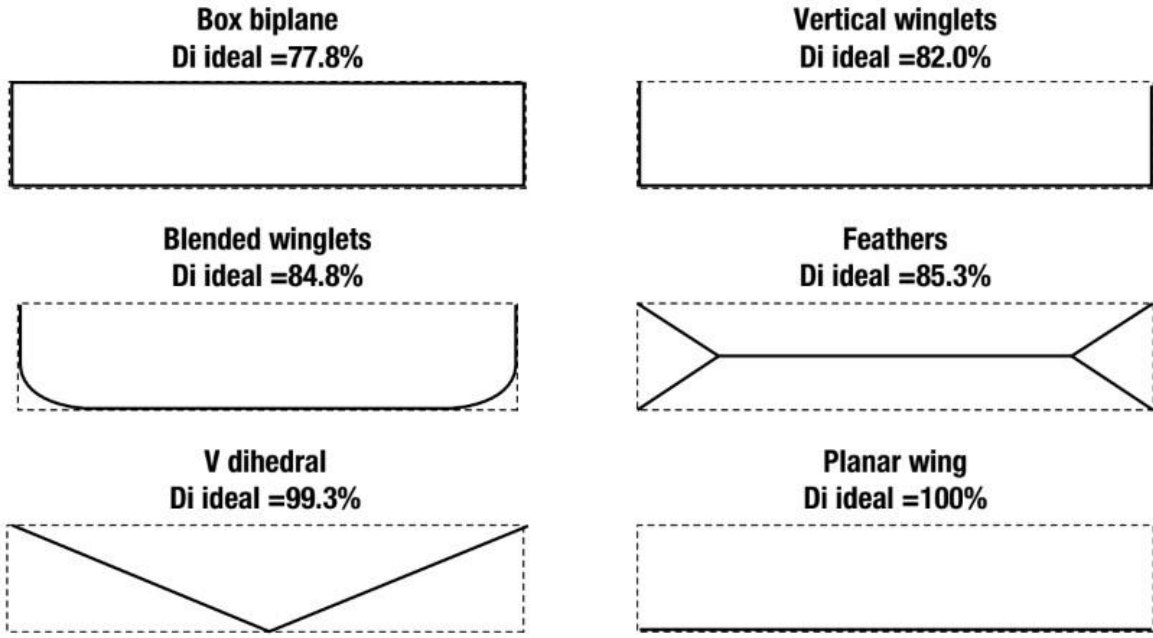 Box biplane
Di ideal =77.8%
Vertical winglets
Di ideal =82.0%
Blended winglets
Di ideal =84.8%
Feathers
Di ideal =85.3%
V dihedral
Di ideal =99.3%
Planar wing
Di ideal =100%